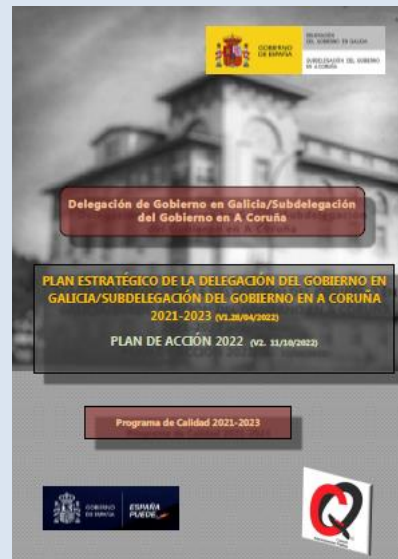 GOBIERNO
DE ESPAÑA
DELEGACIÓN
DEL GOBIERNO EN GALICIA
SUBDELEGACIÓN DEL GOBIERNO
EN A CORUÑA
Delegación de Gobierno en Galicia/Subdelegación
del Gobierno en A Coruña
PLAN ESTRATÉGICO DE LA DELEGACIÓN DEL GOBIERNO EN
GALICIA/SUBDELEGACIÓN DEL GOBIERNO EN A CORUÑA
2021-2023 (V1.26/04/2022)
PLAN DE ACCIÓN 2022 (V2. 11/10/2022)
Programa de Calidad 2021-2023
GOBIERNO
DE ESPAÑA
ESPAÑA
PUEDE